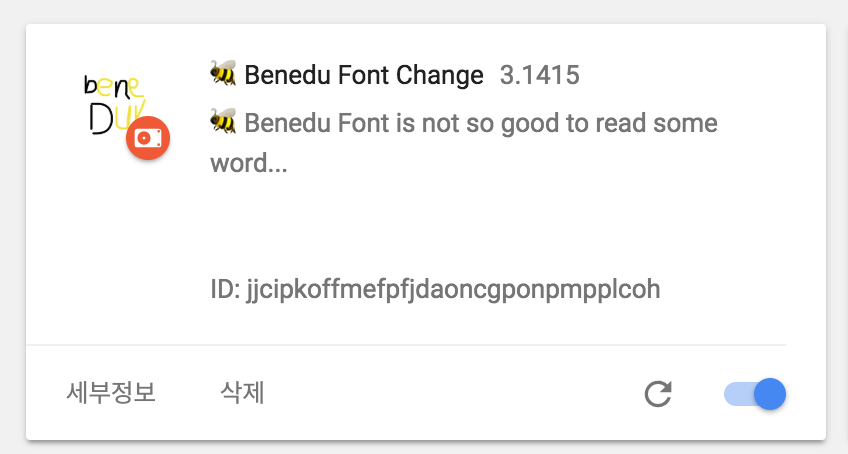 bene
DUK
🐝 Benedu Font Change 3.1415
🐝 Benedu Font is not so good to read some
word...
ID: jjcipkoffmefpfjdaoncgponpmpplcoh
세부정보 삭제